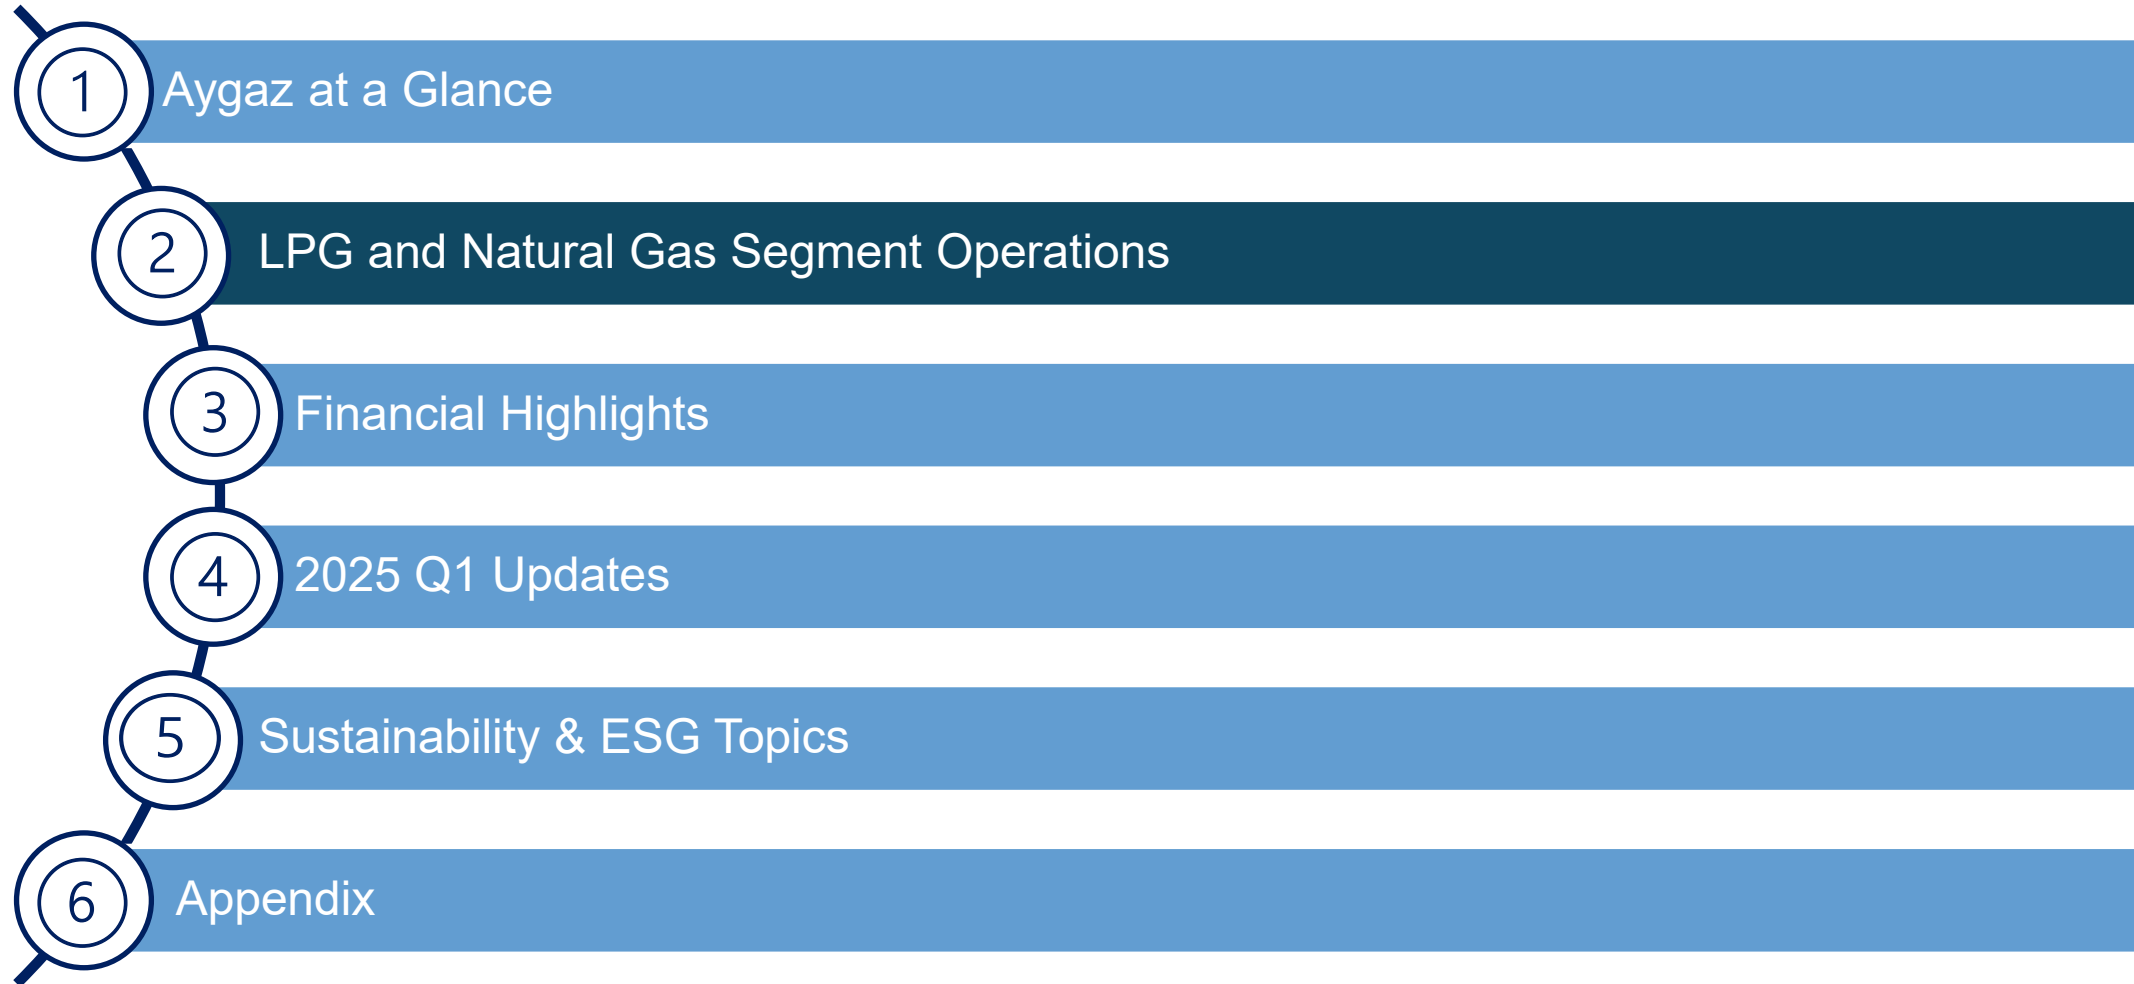 1 Aygaz at a Glance
2 LPG and Natural Gas Segment Operations
3 Financial Highlights
4 2025 Q1 Updates
5 Sustainability & ESG Topics
6 Appendix